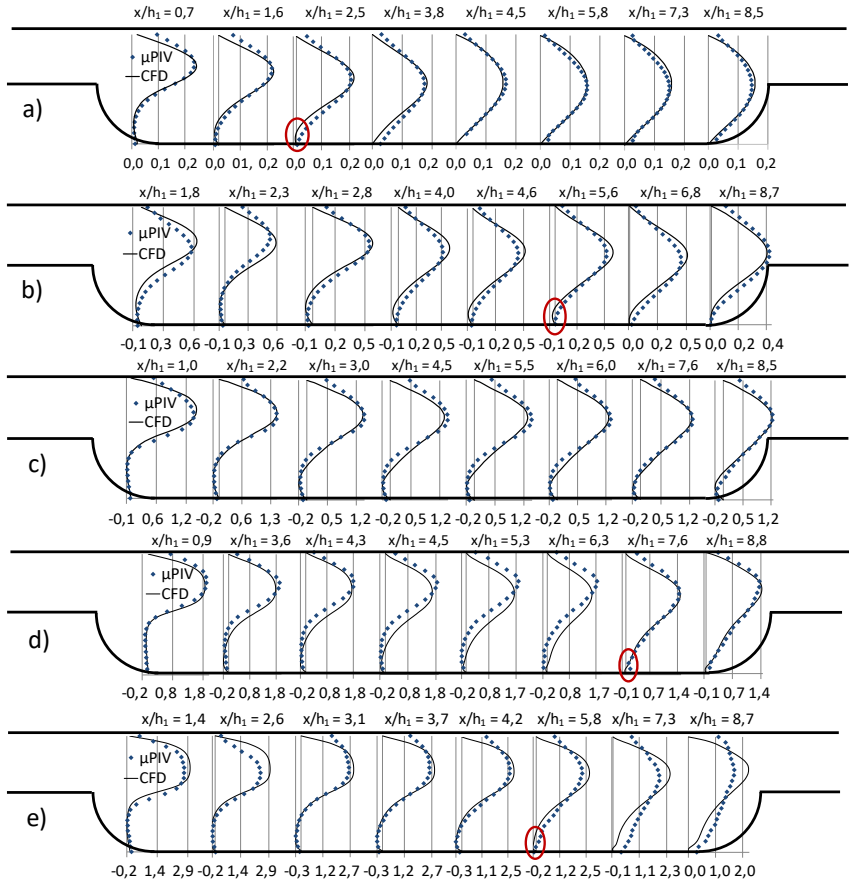 x/h1 = 0,7 x/h1 = 1,6 x/h1 = 2,5 x/h1 = 3,8 x/h1 = 4,5 x/h1 = 5,8 x/h1 = 7,3 x/h1 = 8,5
μPIV
CFD
a)
0,0 0,1 0,2 0,0 0,1 0,2 0,0 0,1 0,2 0,0 0,1 0,2 0,0 0,1 0,2 0,0 0,1 0,2 0,0 0,1 0,2 0,0 0,1 0,2
x/h1 = 1,8 x/h1 = 2,3 x/h1 = 2,8 x/h1 = 4,0 x/h1 = 4,6 x/h1 = 5,6 x/h1 = 6,8 x/h1 = 8,7
μPIV
CFD
b)
-0,1 0,3 0,6 -0,1 0,3 0,6 -0,1 0,2 0,5 -0,1 0,2 0,5 -0,1 0,2 0,5 -0,1 0,2 0,5 0,0 0,2 0,5 0,0 0,2 0,4
x/h1 = 1,0 x/h1 = 2,2 x/h1 = 3,0 x/h1 = 4,5 x/h1 = 5,5 x/h1 = 6,0 x/h1 = 7,6 x/h1 = 8,5
μPIV
CFD
c)
-0,1 0,6 1,2 -0,2 0,6 1,3 -0,2 0,5 1,2 -0,2 0,5 1,2 -0,2 0,5 1,2 -0,2 0,5 1,2 -0,2 0,5 1,2 -0,2 0,5 1,2
x/h1 = 0,9 x/h1 = 3,6 x/h1 = 4,3 x/h1 = 4,5 x/h1 = 5,3 x/h1 = 6,3 x/h1 = 7,6 x/h1 = 8,8
μPIV
CFD
d)
-0,2 0,8 1,8 -0,2 0,8 1,8 -0,2 0,8 1,8 -0,2 0,8 1,8 -0,2 0,8 1,7 -0,2 0,8 1,7 -0,1 0,7 1,4 -0,1 0,7 1,4
x/h1 = 1,4 x/h1 = 2,6 x/h1 = 3,1 x/h1 = 3,7 x/h1 = 4,2 x/h1 = 5,8 x/h1 = 7,3 x/h1 = 8,7
μPIV
CFD
e)
-0,2 1,4 2,9 -0,2 1,4 2,9 -0,3 1,2 2,7 -0,3 1,2 2,7 -0,3 1,1 2,5 -0,2 1,2 2,5 -0,1 1,1 2,3 0,0 1,0 2,0